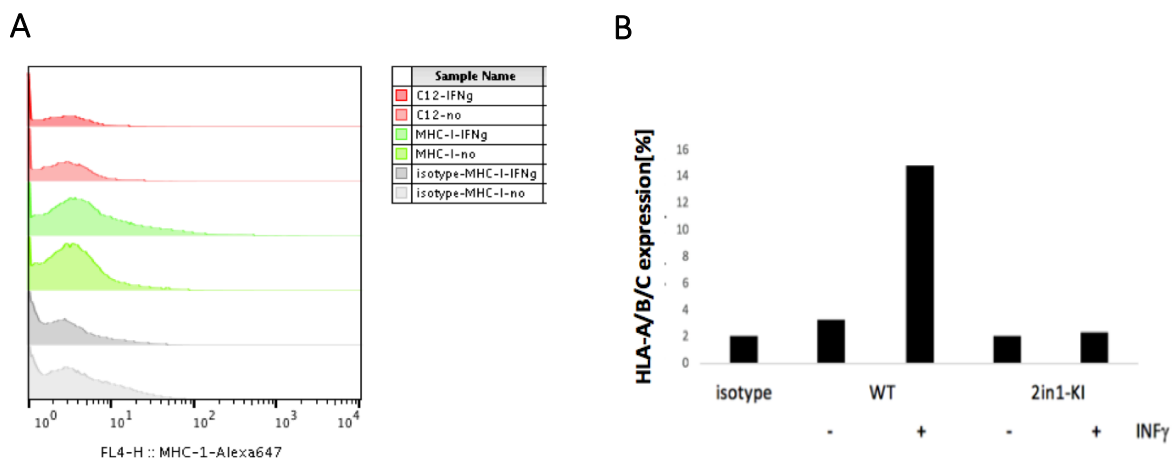 A
B
Sample Name
C12-IFNg
C12-no
MHC-I-IFNg
MHC-I-no
isotype-MHC-I-IFNg
isotype-MHC-I-no
10^0 10^1 10^2 10^3 10^4
FL4-H :: MHC-1-Alexa647
HLA-A/B/C expression[%]
16
14
12
10
8
6
4
2
0
isotype WT 2in1-KI
- + - + INFγ